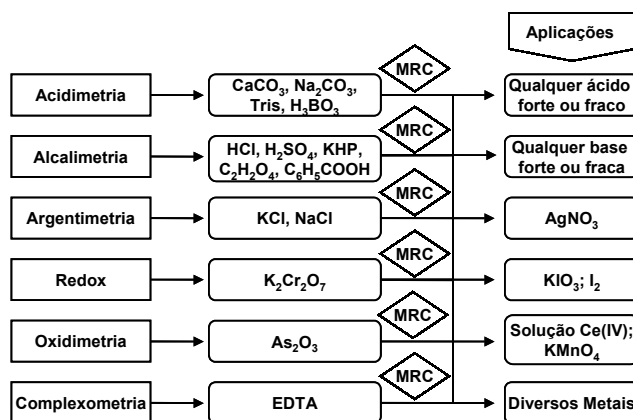 Aplicações
MRC
Acidimetria
CaCO₃, Na₂CO₃,
Tris, H₃BO₃
Qualquer ácido
forte ou fraco
MRC
Alcalimetria
HCl, H₂SO₄, KHP,
C₂H₂O₄, C₆H₅COOH
Qualquer base
forte ou fraca
MRC
Argentimetria
KCl, NaCl
AgNO₃
MRC
Redox
K₂Cr₂O₇
KIO₃; I₂
MRC
Oxidimetria
As₂O₃
Solução Ce(IV);
KMnO₄
MRC
Complexometria
EDTA
Diversos Metais